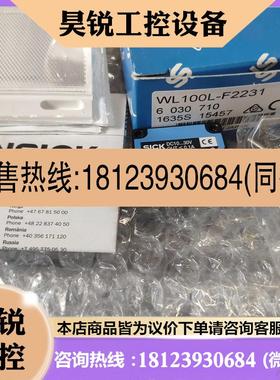 昊锐工控设备
WL100L-F2231
6 030 710
1635S 15457
SICK
DC10...30V
售热线:18123930684(同
Phone +47 67 81 50 00
Polska
Phone +48 22 837 40 50
România
Phone +40 356 171 120
Russia
锐
控
本店商品皆为议价下单前请咨询客服
咨询热线:18123930684 (微